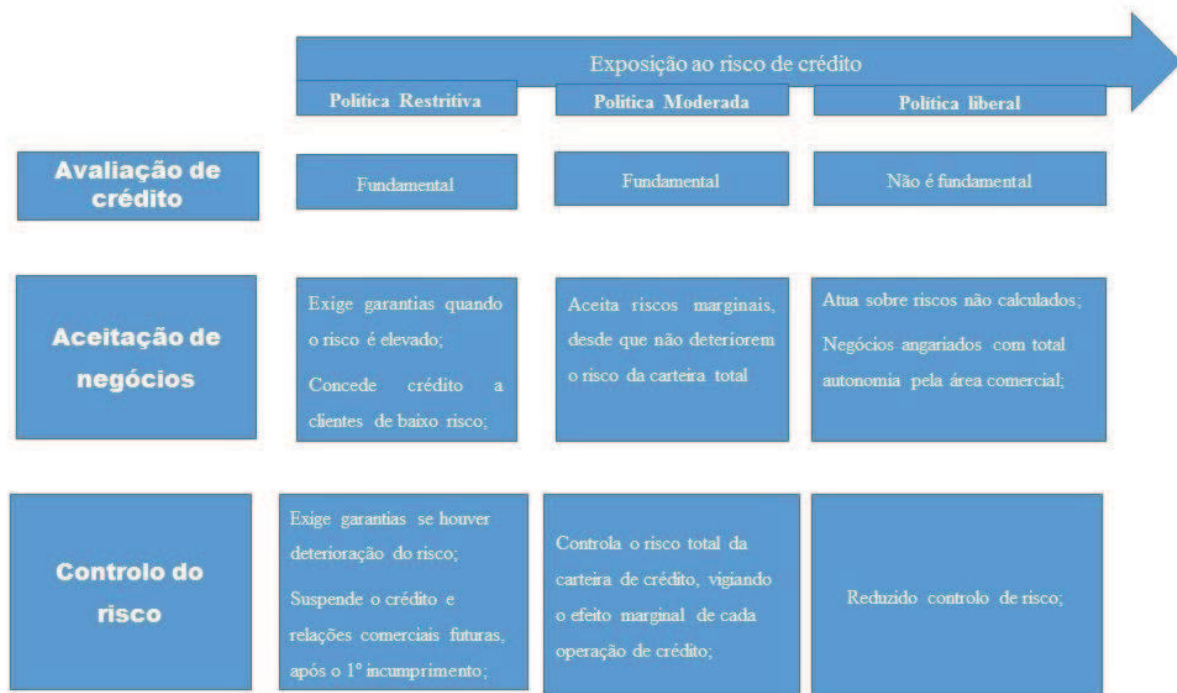 Exposição ao risco de crédito
Politica Restritiva
Politica Moderada
Política liberal
Avaliação de
crédito
Fundamental
Fundamental
Não é fundamental
Aceitação de
negócios
Exige garantias quando
o risco é elevado;
Concede crédito a
clientes de baixo risco;
Aceita riscos marginais,
desde que não deteriorem
o risco da carteira total
Atua sobre riscos não calculados;
Negócios angariados com total
autonomia pela área comercial;
Controlo do
risco
Exige garantias se houver
deterioração do risco;
Suspende o crédito e
relações comerciais futuras,
após o 1º incumprimento;
Controla o risco total da
carteira de crédito, vigiando
o efeito marginal de cada
operação de crédito;
Reduzido controlo de risco;